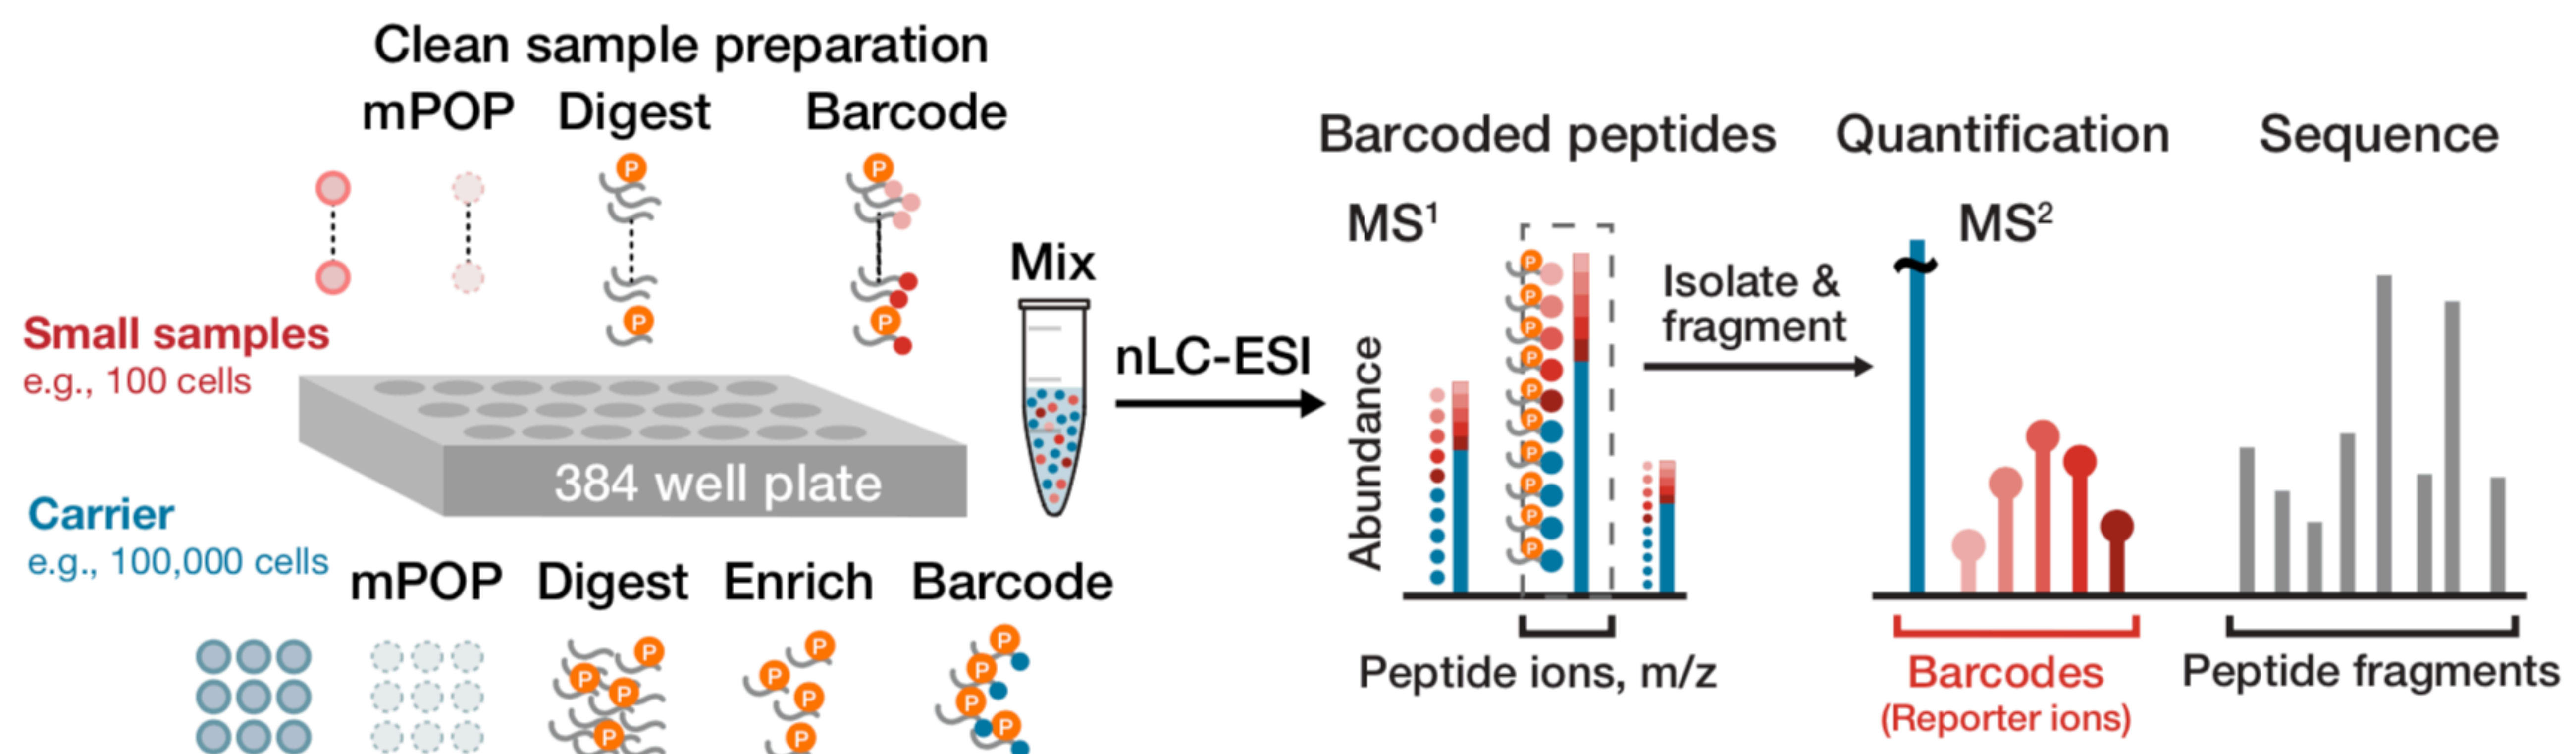 Clean sample preparation
mPOP Digest Barcode
P P
P P
Small samples
e.g., 100 cells
384 well plate
Carrier
e.g., 100,000 cells
mPOP Digest Enrich Barcode
P P P P
P P P P
P P P P
Mix
nLC-ESI
Barcoded peptides
MS¹
Abundance
P
P
P
P
P
P
P
P
P
P
Peptide ions, m/z
Isolate &
fragment
Quantification
MS²
Barcodes
(Reporter ions)
Sequence
Peptide fragments